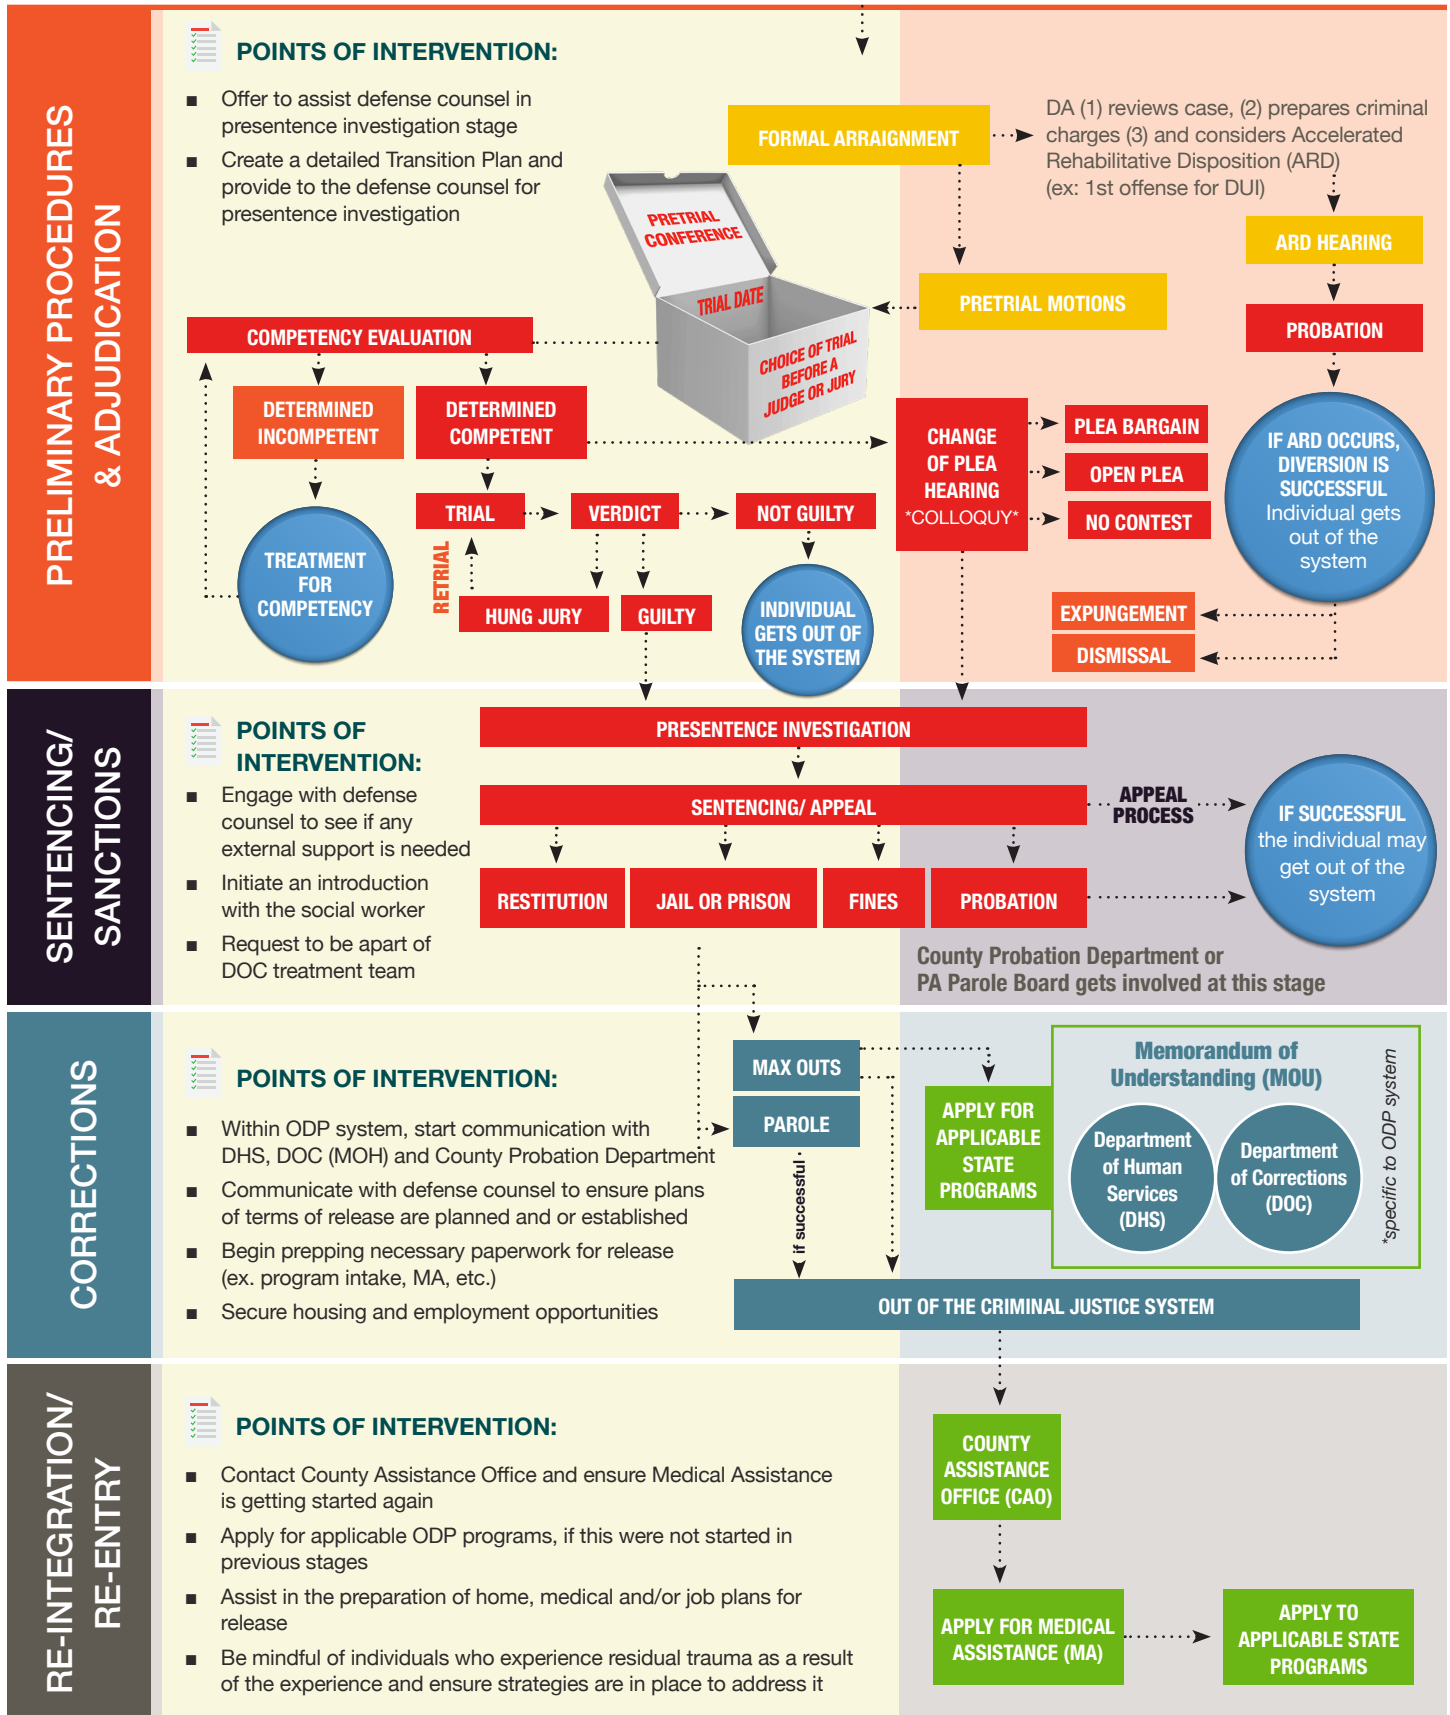 PRELIMINARY PROCEDURES
& ADJUDICATION
POINTS OF INTERVENTION:
■ Offer to assist defense counsel in
presentence investigation stage
■ Create a detailed Transition Plan and
provide to the defense counsel for
presentence investigation
FORMAL ARRAIGNMENT
DA (1) reviews case, (2) prepares criminal
charges (3) and considers Accelerated
Rehabilitative Disposition (ARD)
(ex: 1st offense for DUI)
PRETRIAL
CONFERENCE
TRIAL DATE
CHOICE OF TRIAL
BEFORE A
JUDGE OR JURY
PRETRIAL MOTIONS
ARD HEARING
PROBATION
IF ARD OCCURS,
DIVERSION IS
SUCCESSFUL
Individual gets
out of the
system
EXPUNGEMENT
DISMISSAL
COMPETENCY EVALUATION
DETERMINED
INCOMPETENT
DETERMINED
COMPETENT
TREATMENT
FOR
COMPETENCY
TRIAL
VERDICT
NOT GUILTY
RETRIAL
HUNG JURY
GUILTY
INDIVIDUAL
GETS OUT OF
THE SYSTEM
CHANGE
OF PLEA
HEARING
*COLLOQUY*
PLEA BARGAIN
OPEN PLEA
NO CONTEST
SENTENCING/
SANCTIONS
POINTS OF
INTERVENTION:
■ Engage with defense
counsel to see if any
external support is needed
■ Initiate an introduction
with the social worker
■ Request to be apart of
DOC treatment team
PRESENTENCE INVESTIGATION
SENTENCING/ APPEAL
APPEAL
PROCESS
IF SUCCESSFUL
the individual may
get out of the
system
RESTITUTION
JAIL OR PRISON
FINES
PROBATION
County Probation Department or
PA Parole Board gets involved at this stage
CORRECTIONS
POINTS OF INTERVENTION:
■ Within ODP system, start communication with
DHS, DOC (MOH) and County Probation Department
■ Communicate with defense counsel to ensure plans
of terms of release are planned and or established
■ Begin prepping necessary paperwork for release
(ex. program intake, MA, etc.)
■ Secure housing and employment opportunities
MAX OUTS
PAROLE
if successful
APPLY FOR
APPLICABLE
STATE
PROGRAMS
Memorandum of
Understanding (MOU)
Department
of Human
Services
(DHS)
Department
of Corrections
(DOC)
*specific to ODP system
OUT OF THE CRIMINAL JUSTICE SYSTEM
RE-INTEGRATION/
RE-ENTRY
POINTS OF INTERVENTION:
■ Contact County Assistance Office and ensure Medical Assistance
is getting started again
■ Apply for applicable ODP programs, if this were not started in
previous stages
■ Assist in the preparation of home, medical and/or job plans for
release
■ Be mindful of individuals who experience residual trauma as a result
of the experience and ensure strategies are in place to address it
COUNTY
ASSISTANCE
OFFICE (CAO)
APPLY FOR MEDICAL
ASSISTANCE (MA)
APPLY TO
APPLICABLE STATE
PROGRAMS